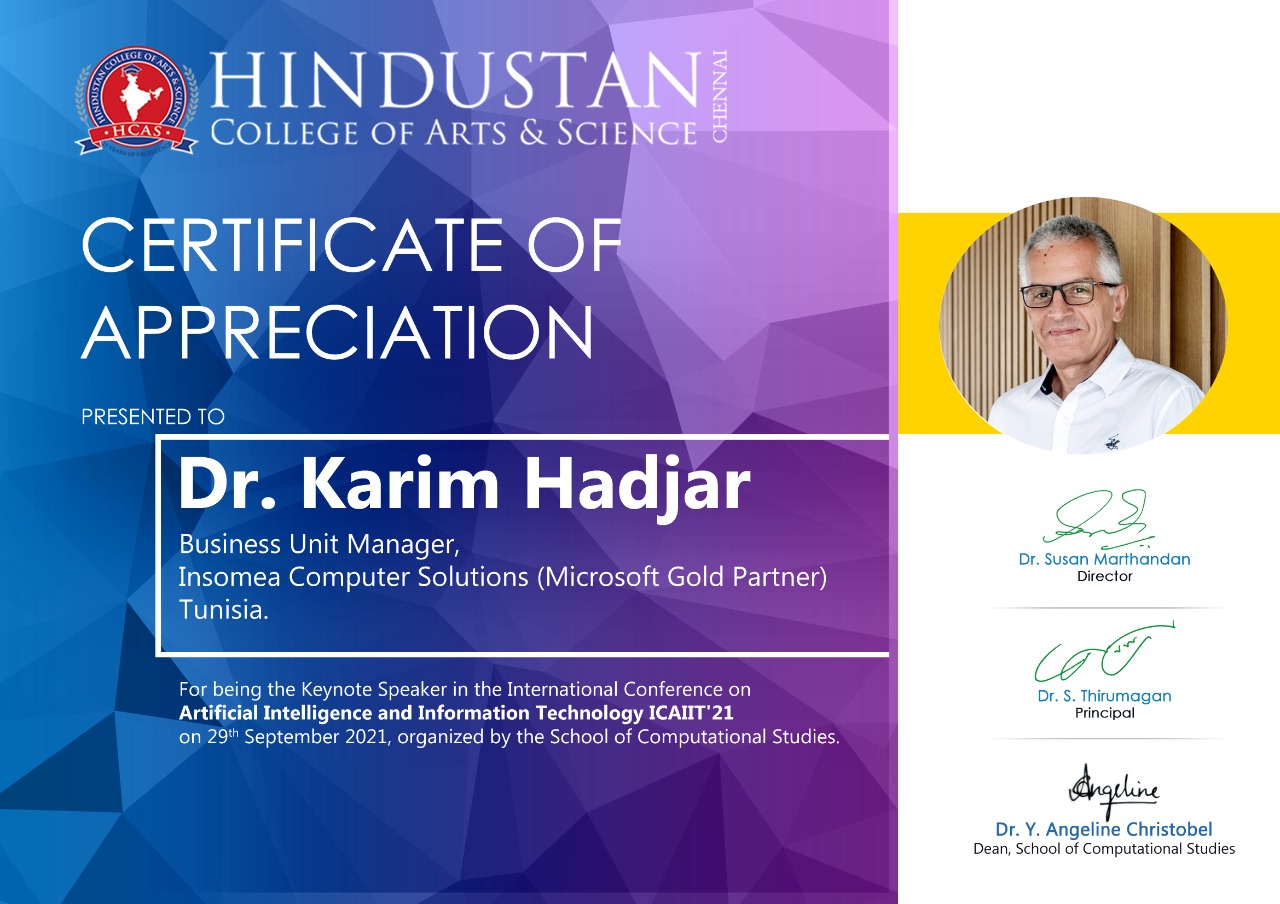 HINDUSTAN COLLEGE OF ARTS & SCIENCE
HCAS
HINDUSTAN
COLLEGE OF ARTS & SCIENCE
CHENNAI
CERTIFICATE OF
APPRECIATION
PRESENTED TO
Dr. Karim Hadjar
Business Unit Manager,
Insomea Computer Solutions (Microsoft Gold Partner)
Tunisia.
For being the Keynote Speaker in the International Conference on
Artificial Intelligence and Information Technology ICAIIT'21
on 29th September 2021, organized by the School of Computational Studies.
Dr. Susan Marthandan
Director
Dr. S. Thirumagan
Principal
Angeline
Dr. Y. Angeline Christobel
Dean, School of Computational Studies